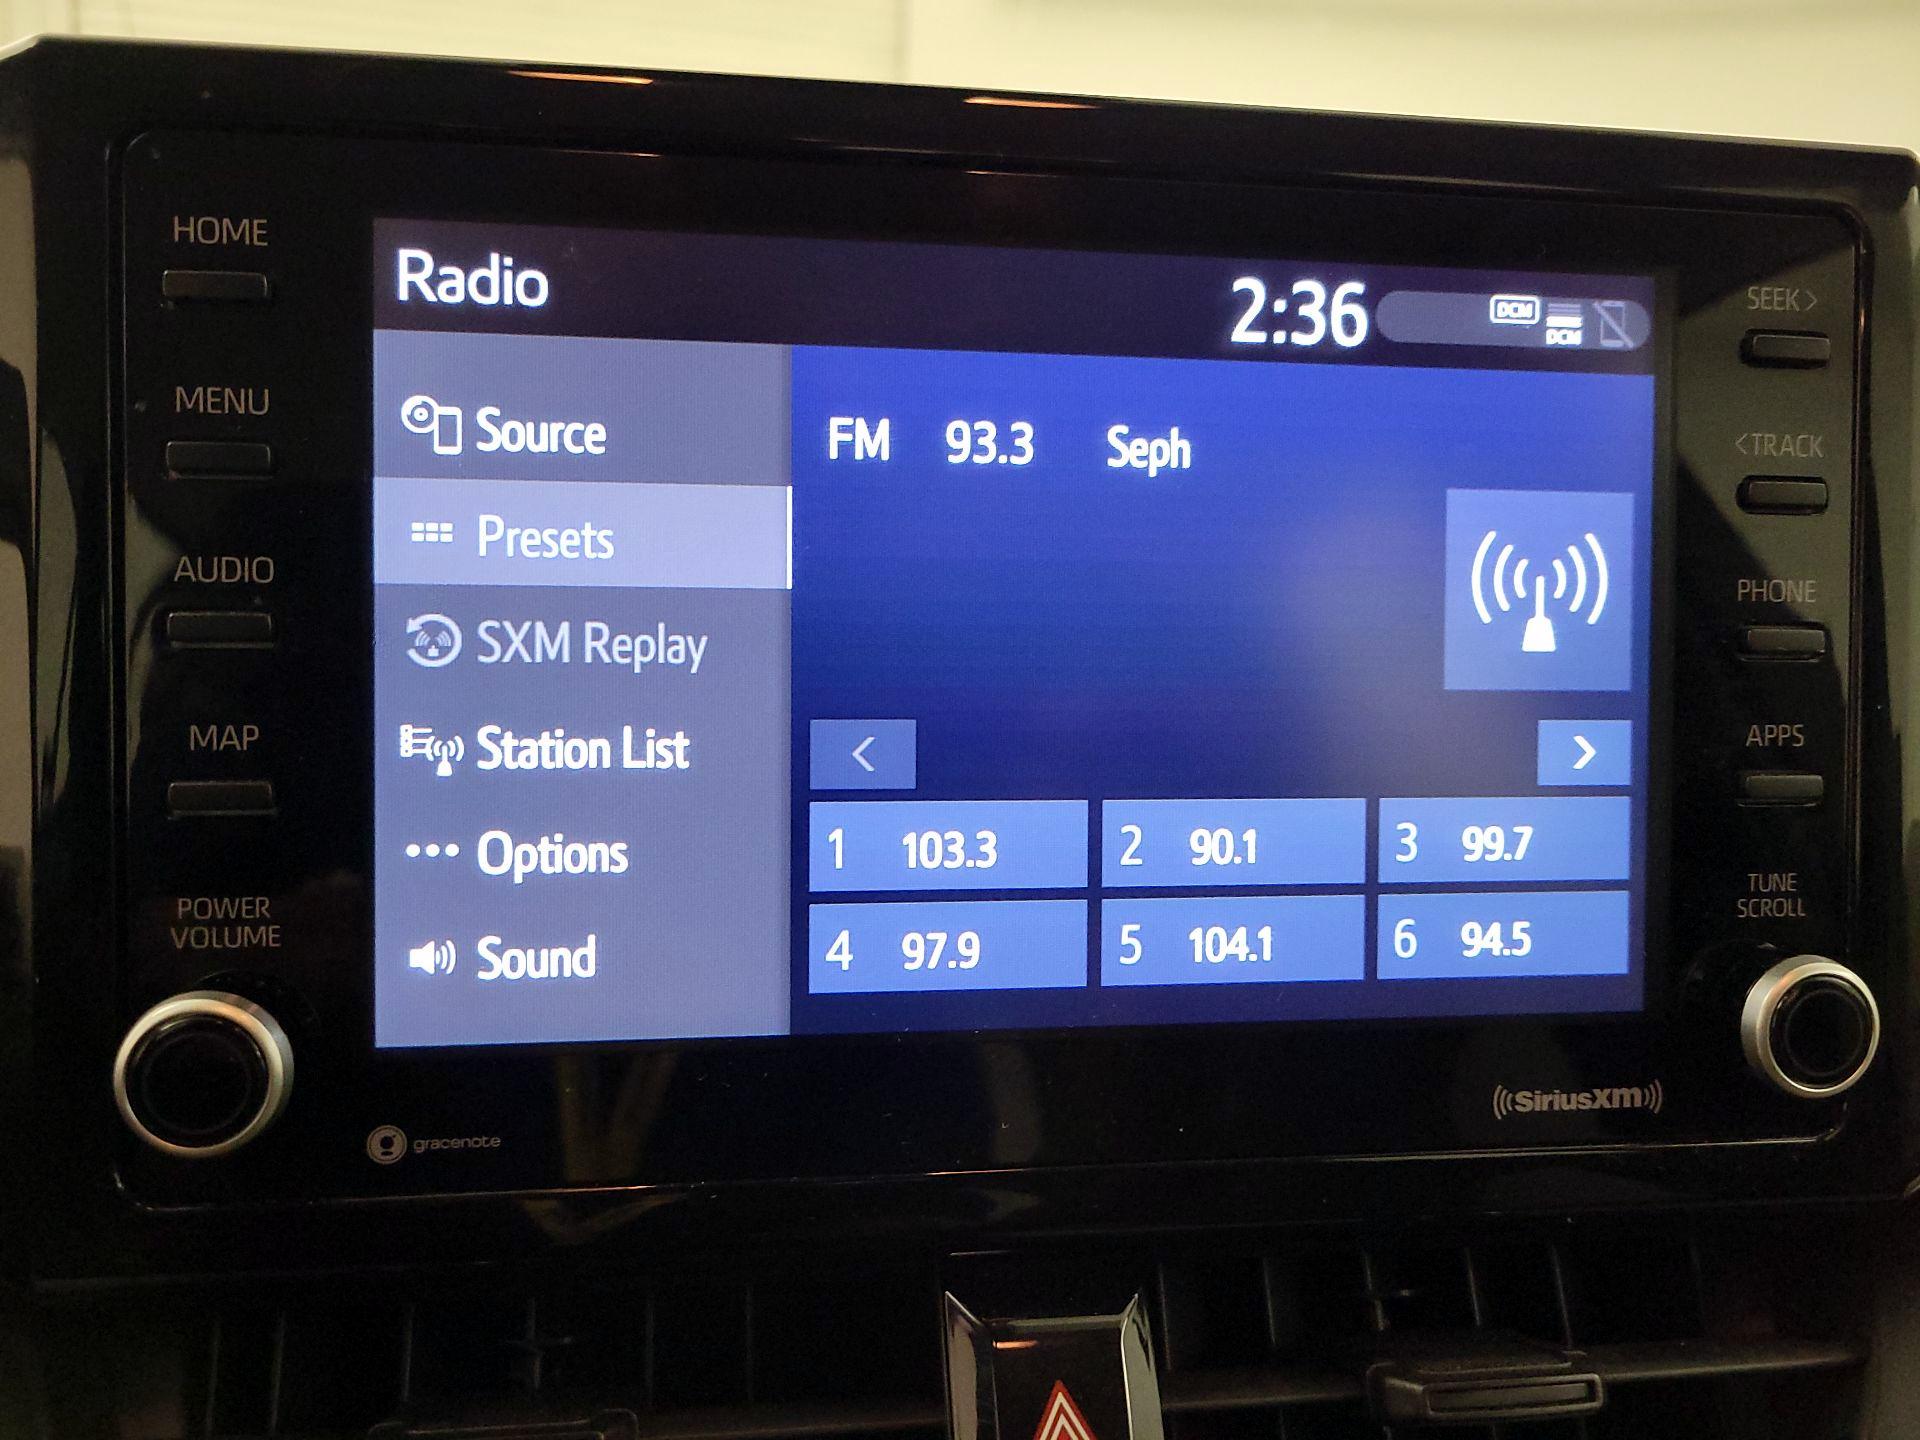 HOME
MENU
AUDIO
MAP
POWER
VOLUME
Radio
2:36
DCM
DCM
Source
Presets
SXM Replay
Station List
Options
Sound
FM 93.3 Seph
<
>
1 103.3
2 90.1
3 99.7
4 97.9
5 104.1
6 94.5
SEEK >
< TRACK
PHONE
APPS
TUNE
SCROLL
gracenote
((SiriusXM))